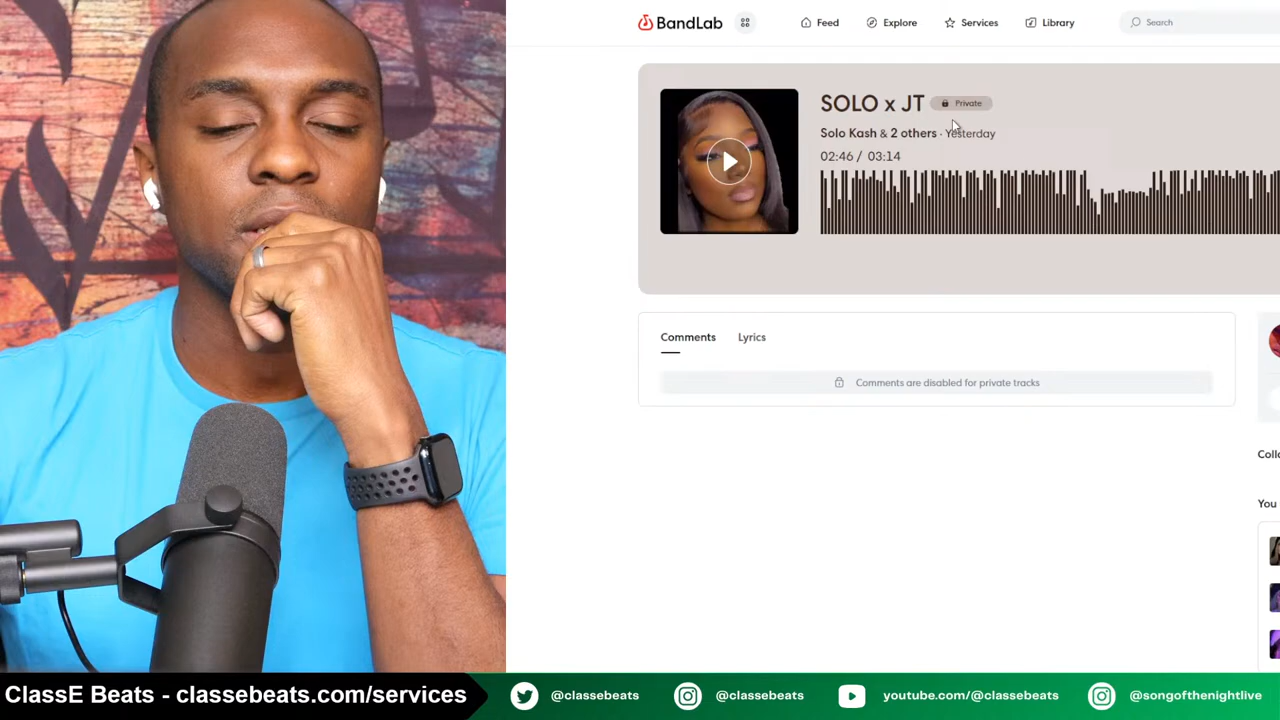 BandLab
Feed
Explore
Services
Library
Search
SOLO x JT
Private
Solo Kash & 2 others · Yesterday
02:46 / 03:14
Comments
Lyrics
Comments are disabled for private tracks
You
ClassE Beats - classebeats.com/services
@classebeats
@classebeats
youtube.com/@classebeats
@songofthenightlive